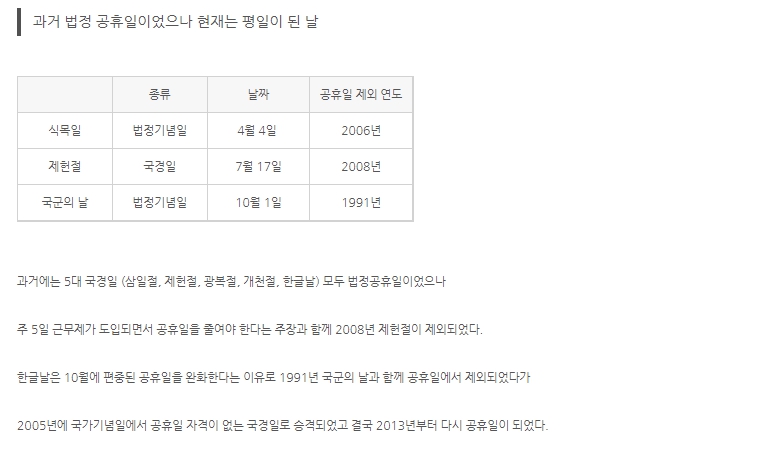 과거 법정 공휴일이었으나 현재는 평일이 된 날
종류 날짜 공휴일 제외 연도
식목일 법정기념일 4월 4일 2006년
제헌절 국경일 7월 17일 2008년
국군의 날 법정기념일 10월 1일 1991년
과거에는 5대 국경일 (삼일절, 제헌절, 광복절, 개천절, 한글날) 모두 법정공휴일이었으나
주 5일 근무제가 도입되면서 공휴일을 줄여야 한다는 주장과 함께 2008년 제헌절이 제외되었다.
한글날은 10월에 편중된 공휴일을 완화한다는 이유로 1991년 국군의 날과 함께 공휴일에서 제외되었다가
2005년에 국가기념일에서 공휴일 자격이 없는 국경일로 승격되었고 결국 2013년부터 다시 공휴일이 되었다.